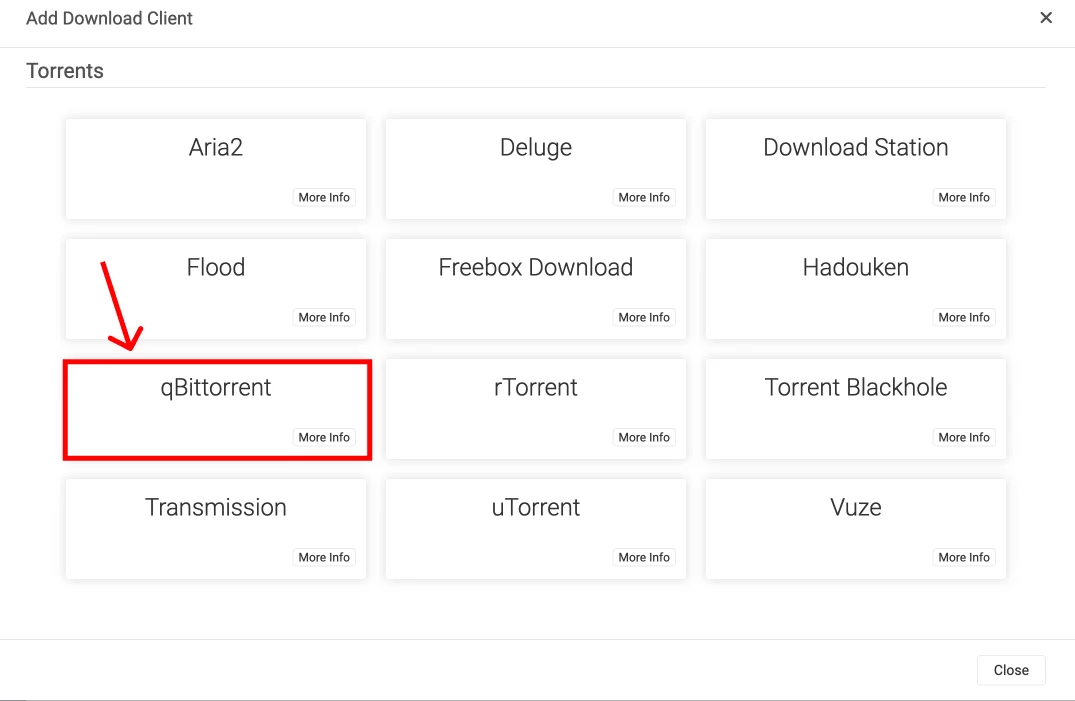 Add Download Client
Torrents
Aria2
Deluge
Download Station
More Info
More Info
More Info
Flood
Freebox Download
Hadouken
More Info
More Info
More Info
qBittorrent
rTorrent
Torrent Blackhole
More Info
More Info
More Info
Transmission
uTorrent
Vuze
More Info
More Info
More Info
Close